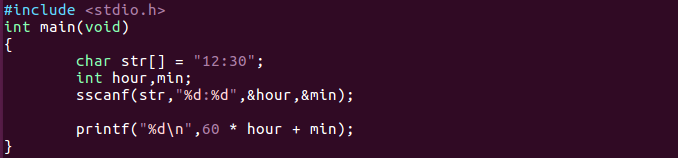 #include <stdio.h>
int main(void)
{
        char str[] = "12:30";
        int hour,min;
        sscanf(str,"%d:%d",&hour,&min);

        printf("%d\n",60 * hour + min);
}